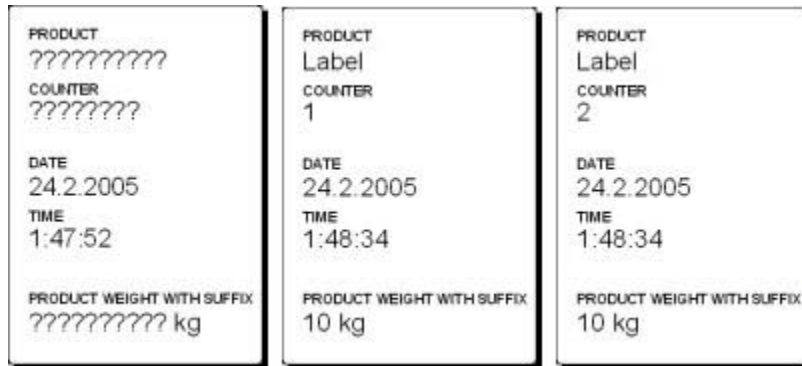 PRODUCT
??????????
COUNTER
????????
DATE
24.2.2005
TIME
1:47:52
PRODUCT WEIGHT WITH SUFFIX
?????????? kg
PRODUCT
Label
COUNTER
1
DATE
24.2.2005
TIME
1:48:34
PRODUCT WEIGHT WITH SUFFIX
10 kg
PRODUCT
Label
COUNTER
2
DATE
24.2.2005
TIME
1:48:34
PRODUCT WEIGHT WITH SUFFIX
10 kg